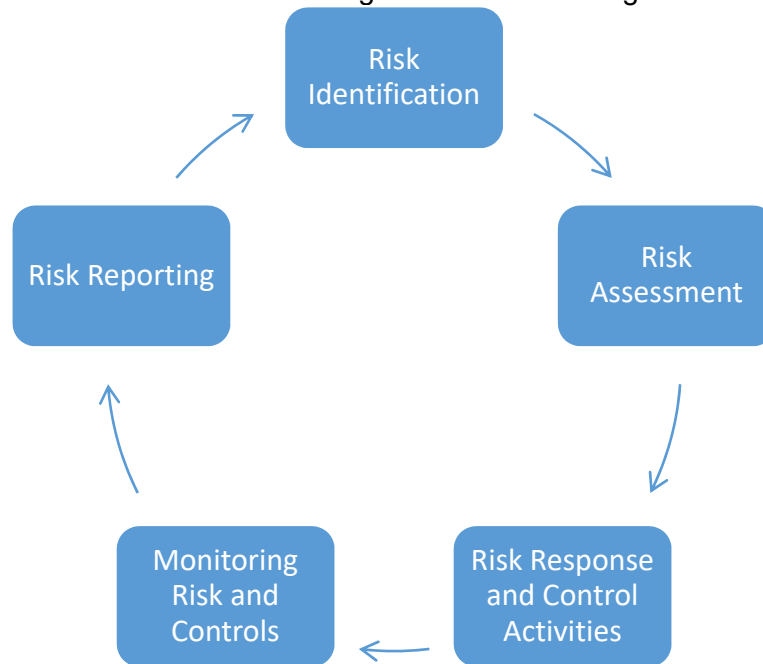 Risk
Identification
Risk
Assessment
Risk Response
and Control
Activities
Monitoring
Risk and
Controls
Risk Reporting